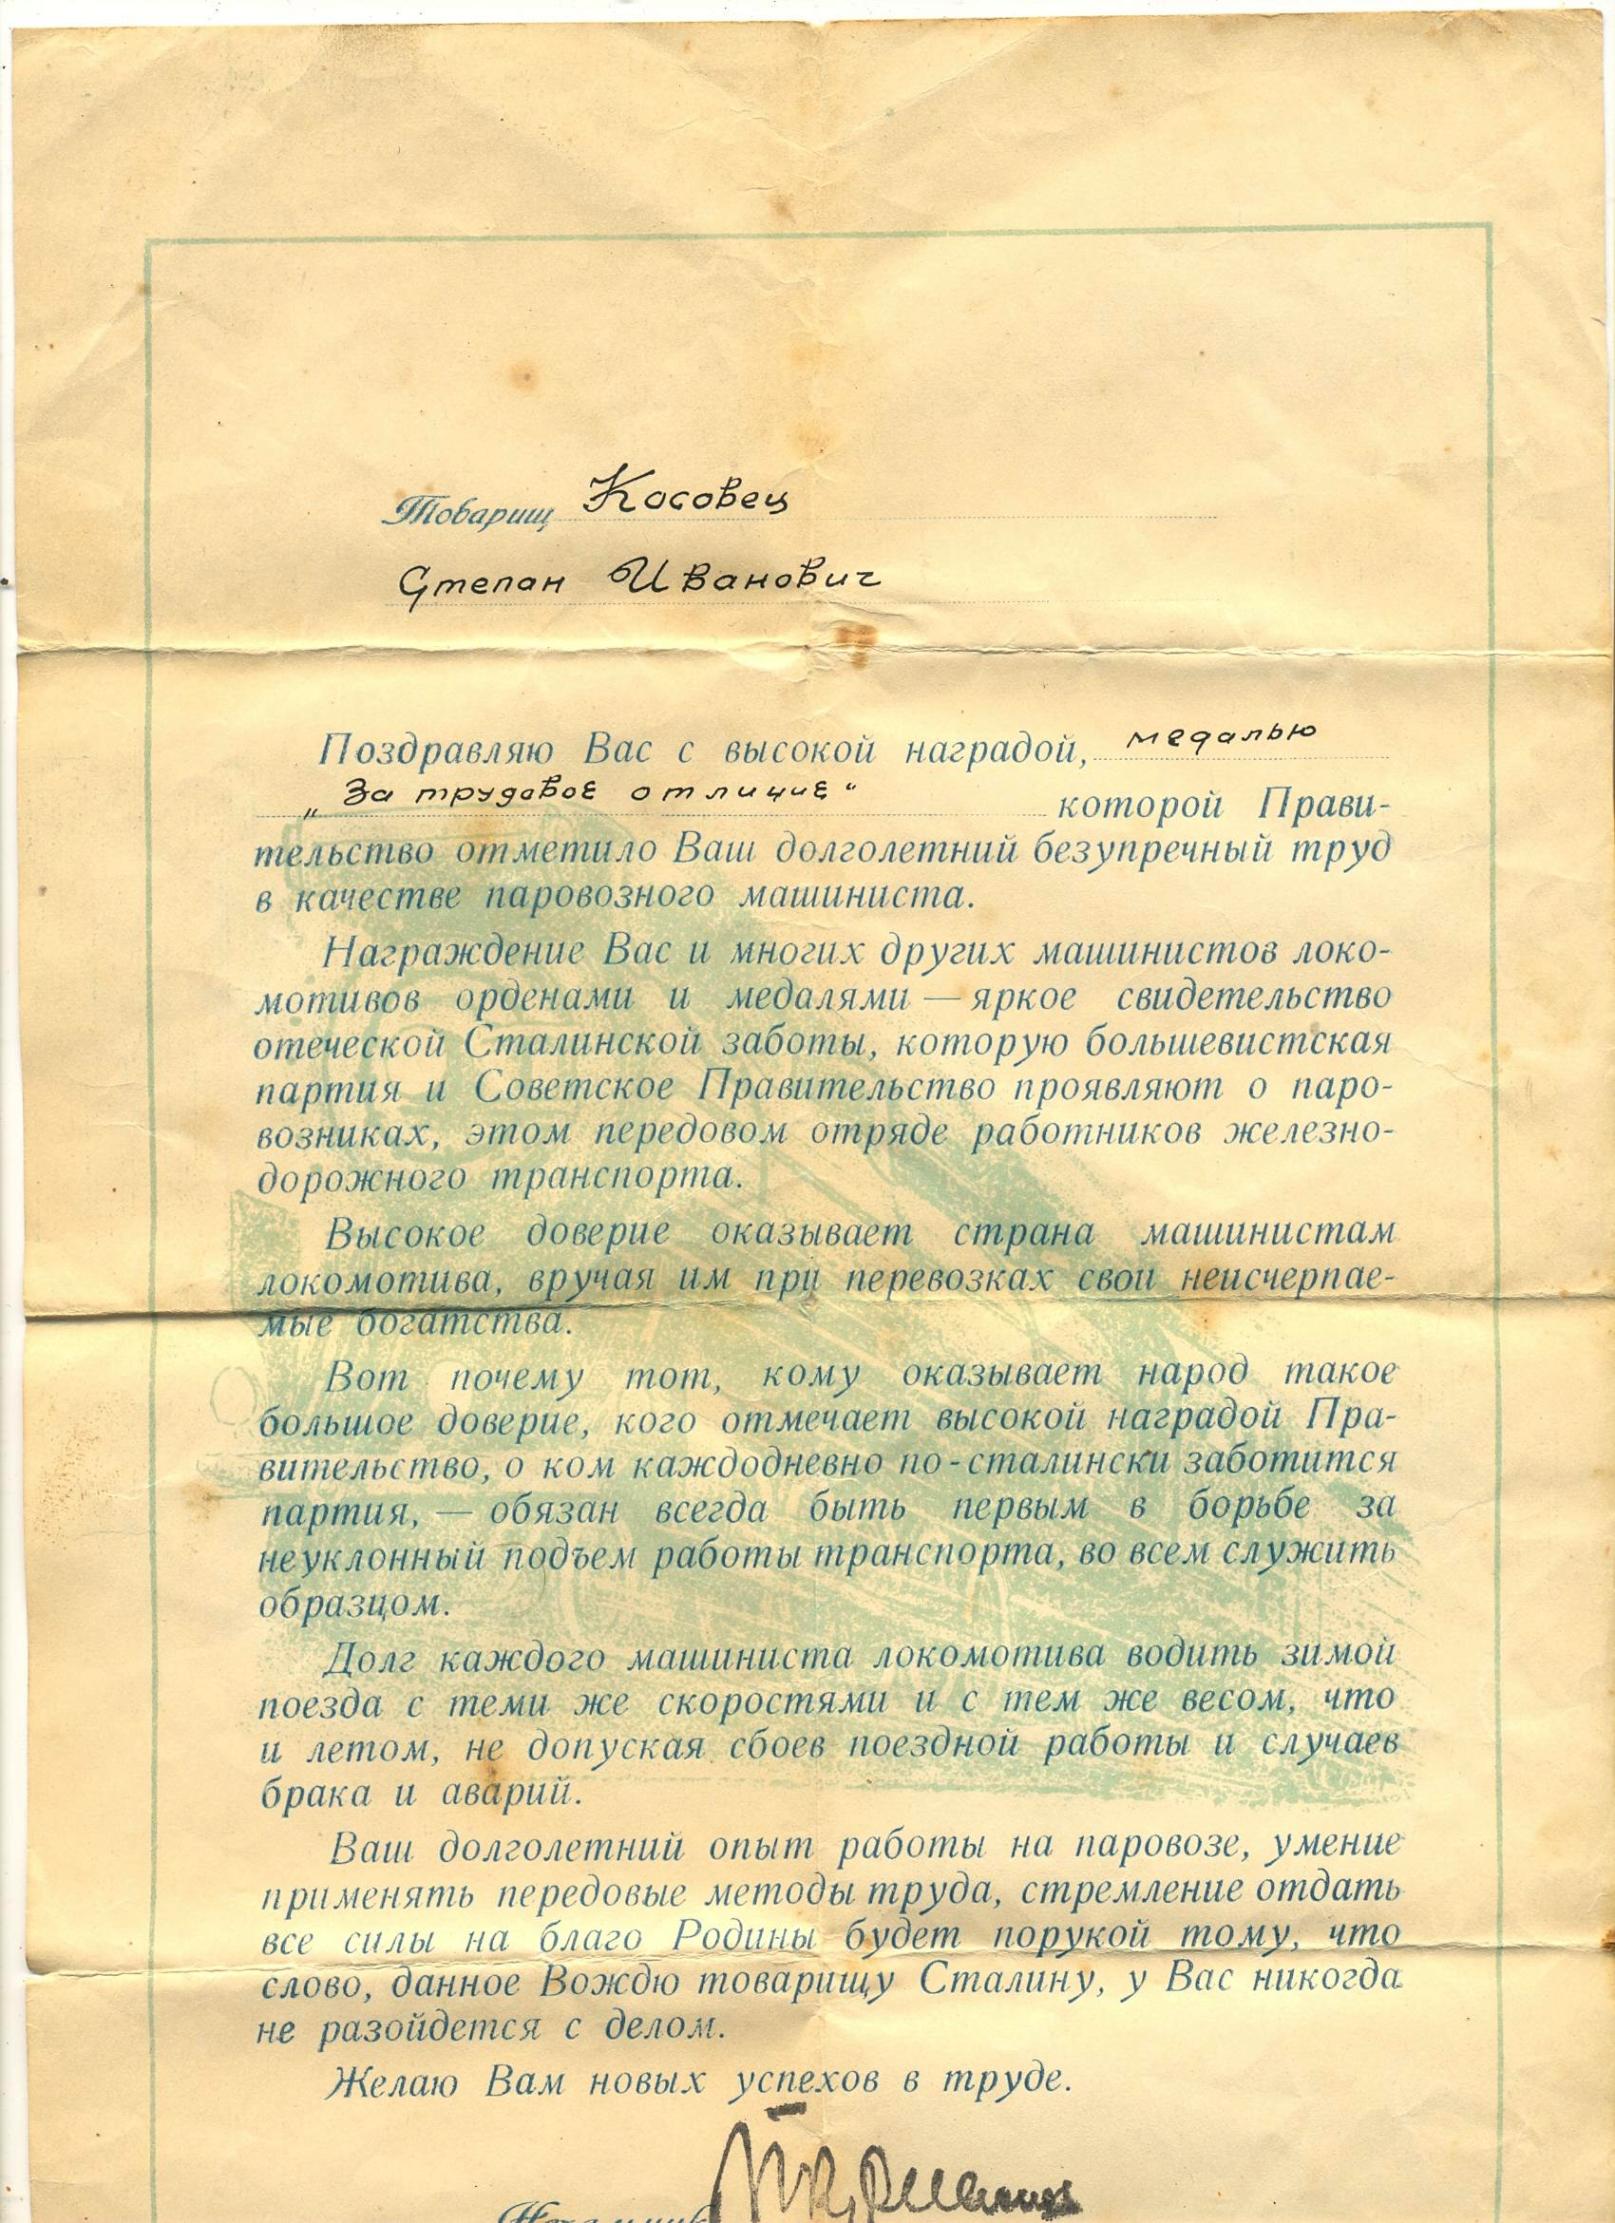 Товарищ Косовец
Степан Иванович
Поздравляю Вас с высокой наградой, медалью
„За трудовое отличие“ которой Прави-
тельство отметило Ваш долголетний безупречный труд
в качестве паровозного машиниста.
Награждение Вас и многих других машинистов локо-
мотивов орденами и медалями — яркое свидетельство
отеческой Сталинской заботы, которую большевистская
партия и Советское Правительство проявляют о паро-
возниках, этом передовом отряде работников железно-
дорожного транспорта.
Высокое доверие оказывает страна машинистам
локомотива, вручая им при перевозках свои неисчерпае-
мые богатства.
Вот почему тот, кому оказывает народ такое
большое доверие, кого отмечает высокой наградой Пра-
вительство, о ком каждодневно по-сталински заботится
партия, — обязан всегда быть первым в борьбе за
неуклонный подъем работы транспорта, во всем служить
образцом.
Долг каждого машиниста локомотива водить зимой
поезда с теми же скоростями и с тем же весом, что
и летом, не допуская сбоев поездной работы и случаев
брака и аварий.
Ваш долголетний опыт работы на паровозе, умение
применять передовые методы труда, стремление отдать
все силы на благо Родины будет порукой тому, что
слово, данное Вождю товарищу Сталину, у Вас никогда
не разойдется с делом.
Желаю Вам новых успехов в труде.